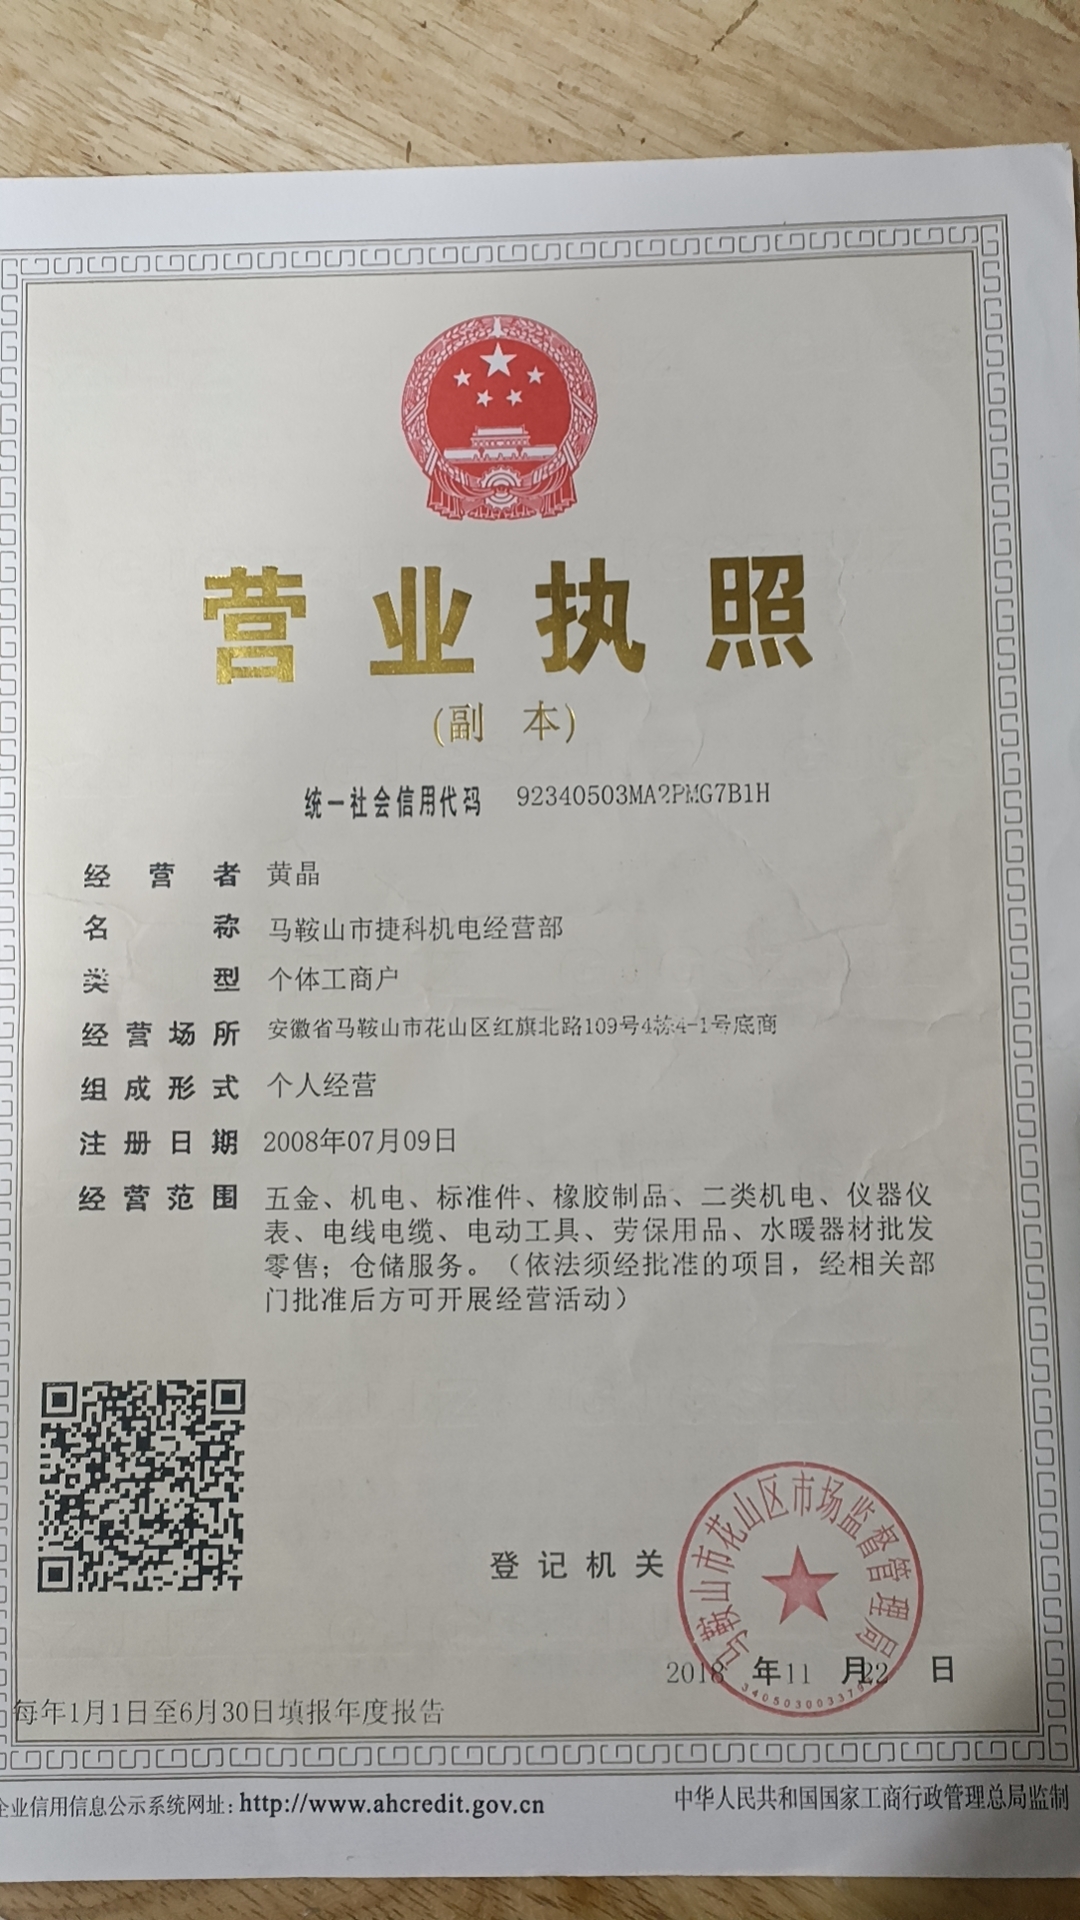 营业执照
(副 本)
统一社会信用代码 92340503MA2PMG7B1H
经营者 黄晶
名称 马鞍山市捷科机电经营部
类型 个体工商户
经营场所 安徽省马鞍山市花山区红旗北路109号4栋4-1号底商
组成形式 个人经营
注册日期 2008年07月09日
经营范围 五金、机电、标准件、橡胶制品、二类机电、仪器仪
表、电线电缆、电动工具、劳保用品、水暖器材批发
零售；仓储服务。（依法须经批准的项目，经相关部
门批准后方可开展经营活动）
登记机关
马鞍山市花山区市场监督管理局
2018 年 11 月 22 日
每年1月1日至6月30日填报年度报告
企业信用信息公示系统网址: http://www.ahcredit.gov.cn
中华人民共和国国家工商行政管理总局监制